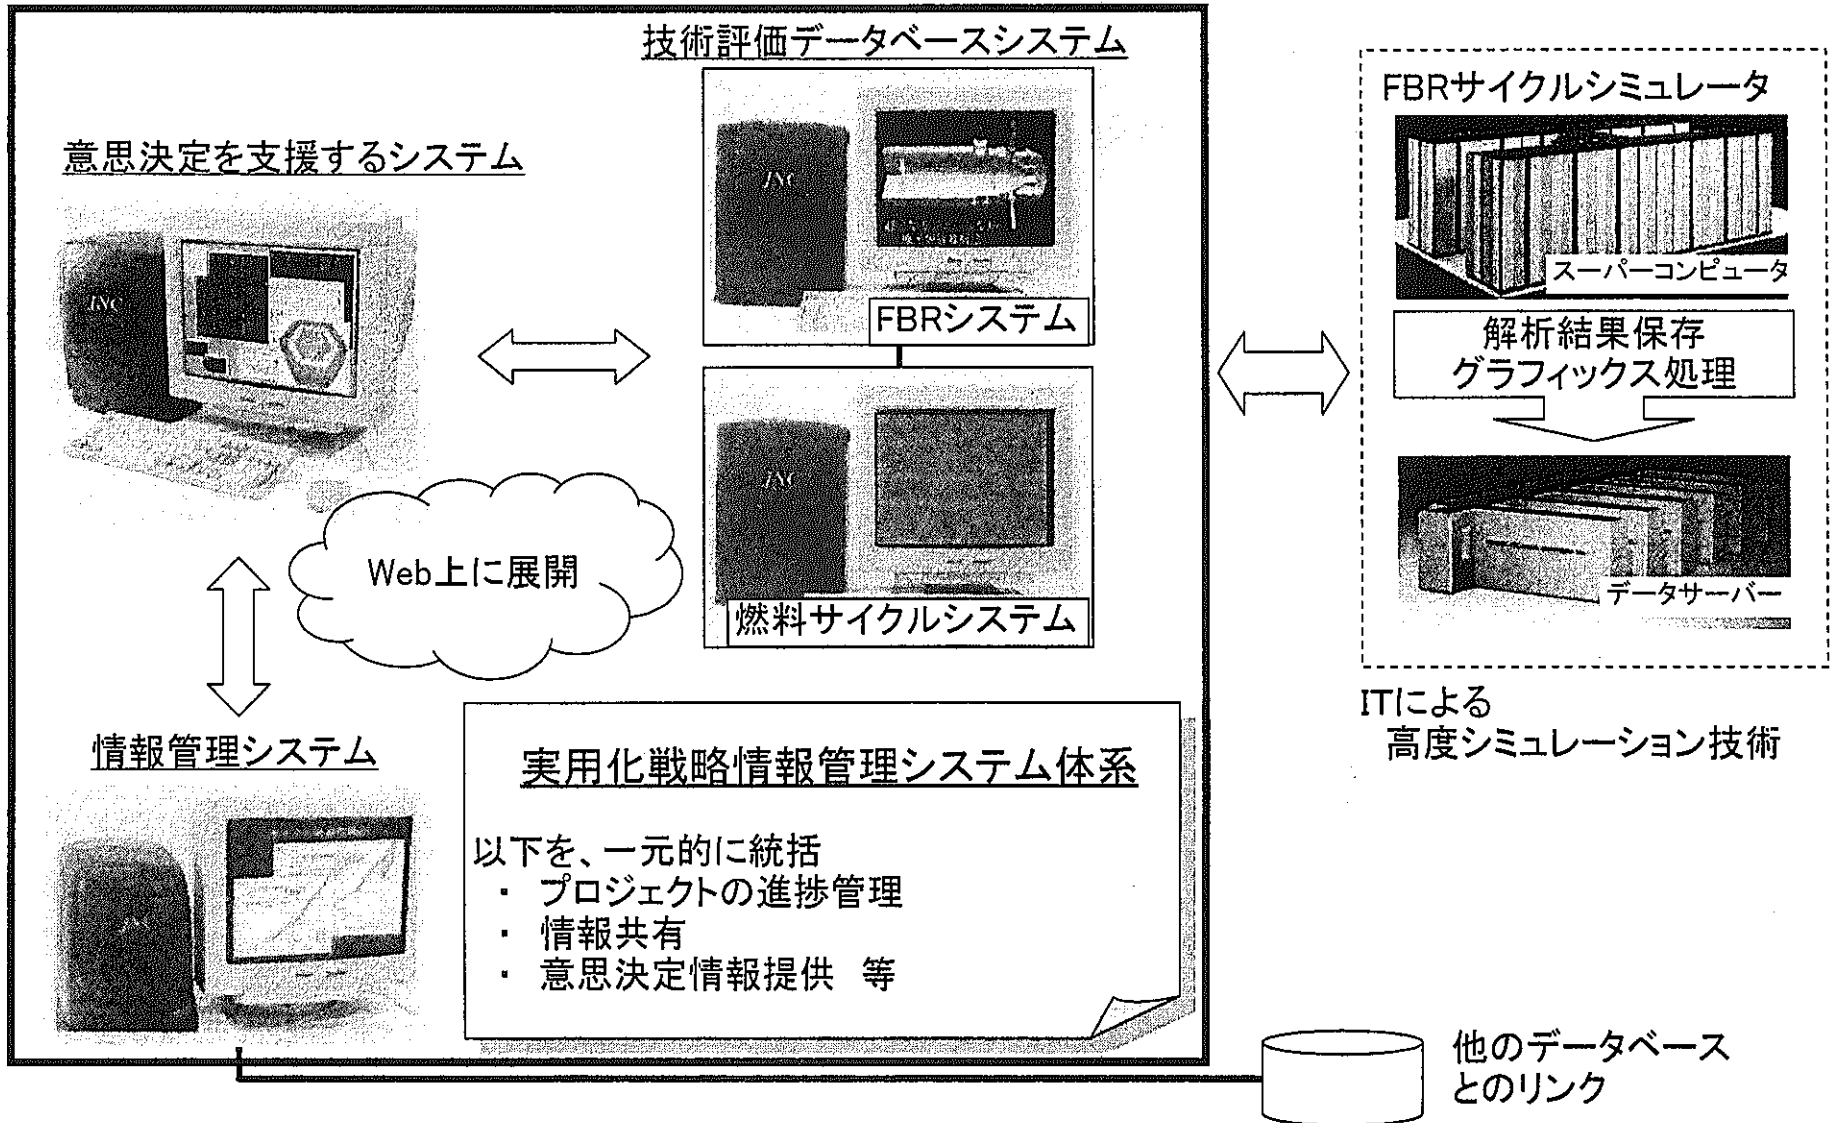 技術評価データベースシステム
意思決定を支援するシステム
JNC
JNC
FBRシステム
JNC
燃料サイクルシステム
Web上に展開
情報管理システム
JNC
実用化戦略情報管理システム体系
以下を、一元的に統括
・ プロジェクトの進捗管理
・ 情報共有
・ 意思決定情報提供 等
FBRサイクルシミュレータ
スーパーコンピュータ
解析結果保存
グラフィックス処理
データサーバー
ITによる
高度シミュレーション技術
他のデータベース
とのリンク